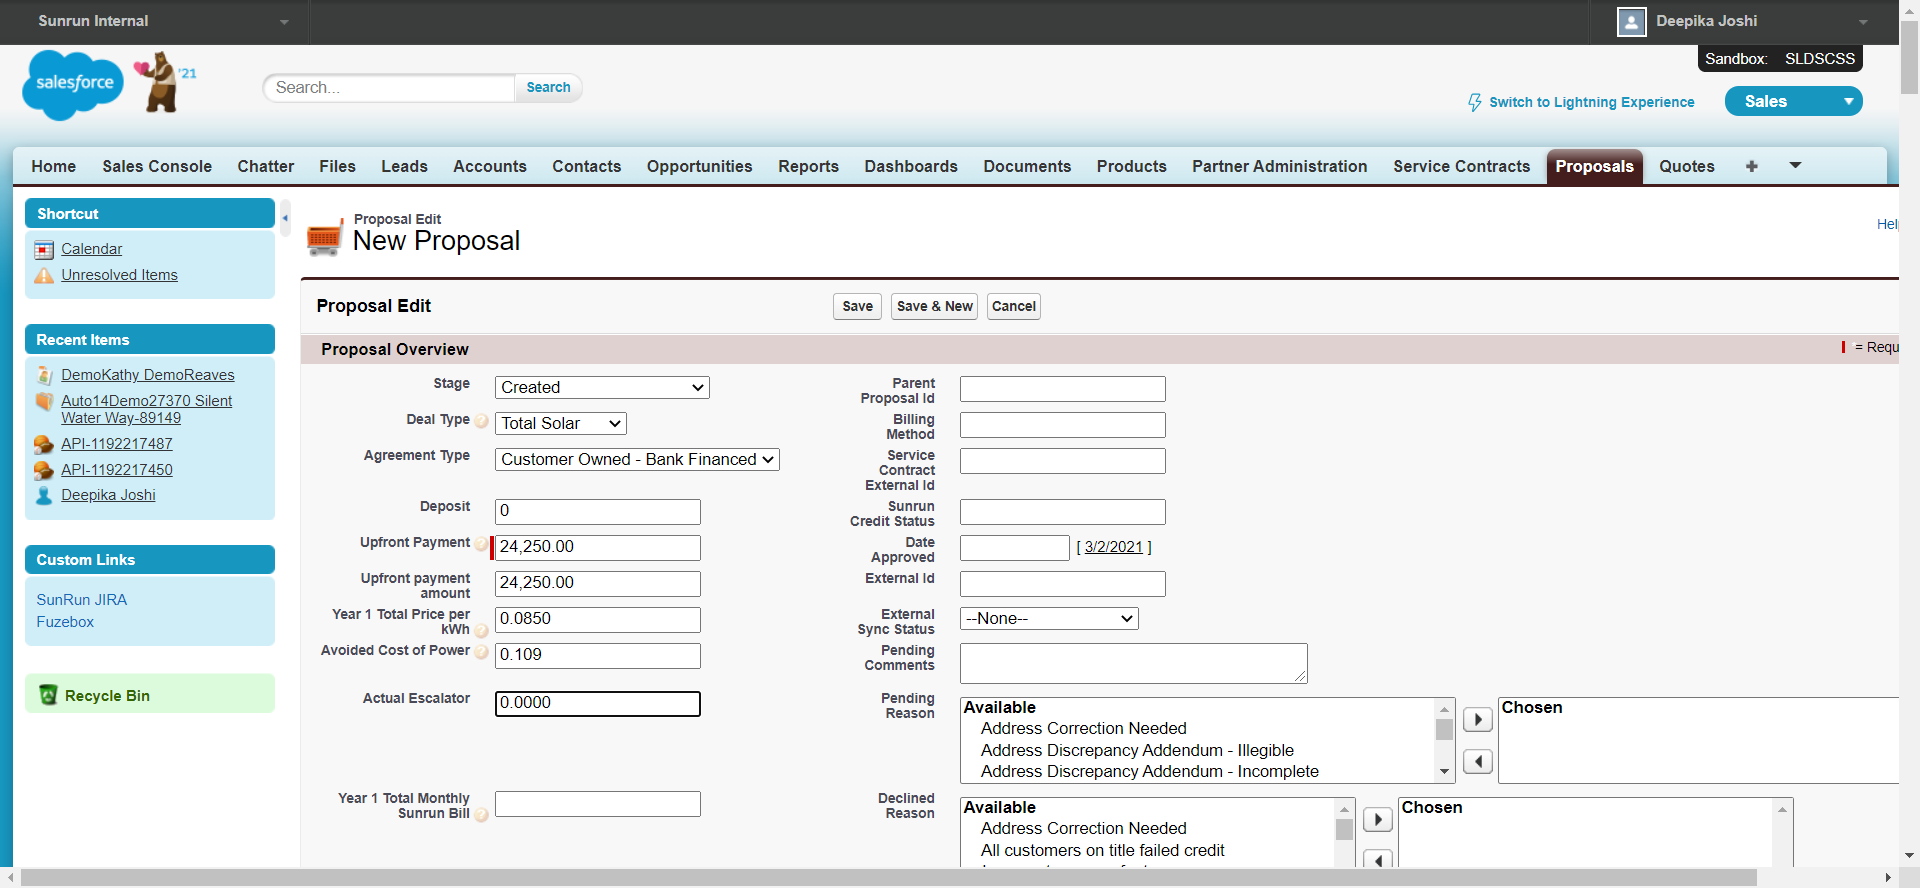 Sunrun Internal
Deepika Joshi
Sandbox: SLDSCSS
salesforce
'21
Search...
Search
Switch to Lightning Experience
Sales
Home
Sales Console
Chatter
Files
Leads
Accounts
Contacts
Opportunities
Reports
Dashboards
Documents
Products
Partner Administration
Service Contracts
Proposals
Quotes
+
Shortcut
Calendar
Unresolved Items
Recent Items
DemoKathy DemoReaves
Auto14Demo27370 Silent
Water Way-89149
API-1192217487
API-1192217450
Deepika Joshi
Custom Links
SunRun JIRA
Fuzebox
Recycle Bin
Proposal Edit
New Proposal
Help
Proposal Edit
Save
Save & New
Cancel
Proposal Overview
= Requ
Stage
Created
Deal Type
Total Solar
Agreement Type
Customer Owned - Bank Financed
Deposit
0
Upfront Payment
24,250.00
Upfront payment
amount
24,250.00
Year 1 Total Price per
kWh
0.0850
Avoided Cost of Power
0.109
Actual Escalator
0.0000
Year 1 Total Monthly
Sunrun Bill
Parent
Proposal Id
Billing
Method
Service
Contract
External Id
Sunrun
Credit Status
Date
Approved
[ 3/2/2021 ]
External Id
External
Sync Status
--None--
Pending
Comments
Pending
Reason
Available
Address Correction Needed
Address Discrepancy Addendum - Illegible
Address Discrepancy Addendum - Incomplete
Chosen
Declined
Reason
Available
Address Correction Needed
All customers on title failed credit
Chosen